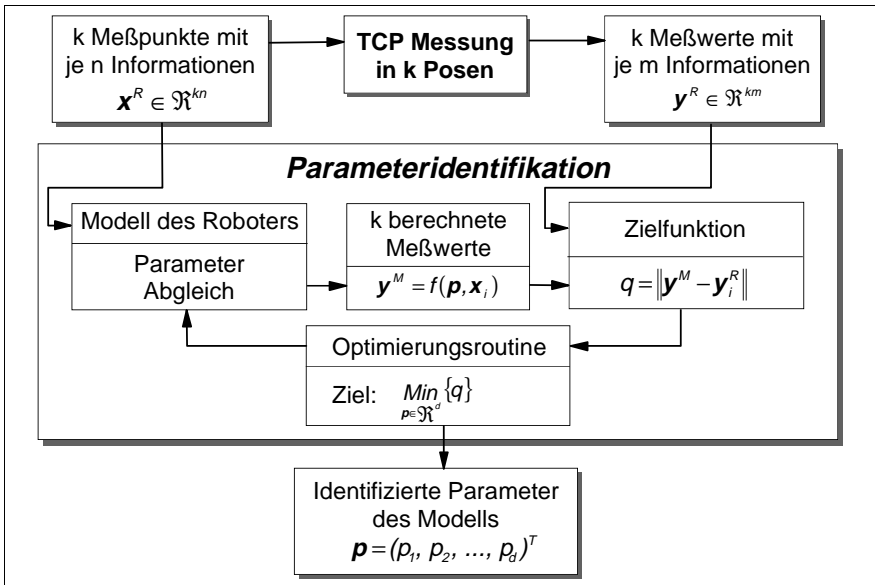 k Meßpunkte mit
je n Informationen
𝒙^R ∈ ℜ^{kn}
TCP Messung
in k Posen
k Meßwerte mit
je m Informationen
𝒚^R ∈ ℜ^{km}
Parameteridentifikation
Modell des Roboters
Parameter
Abgleich
k berechnete
Meßwerte
𝒚^M = f(𝒑, 𝒙_i)
Zielfunktion
q = ‖𝒚^M − 𝒚_i^R‖
Optimierungsroutine
Ziel: Min {q}
𝒑∈ℜ^d
Identifizierte Parameter
des Modells
𝒑 = (p_1, p_2, ..., p_d)^T